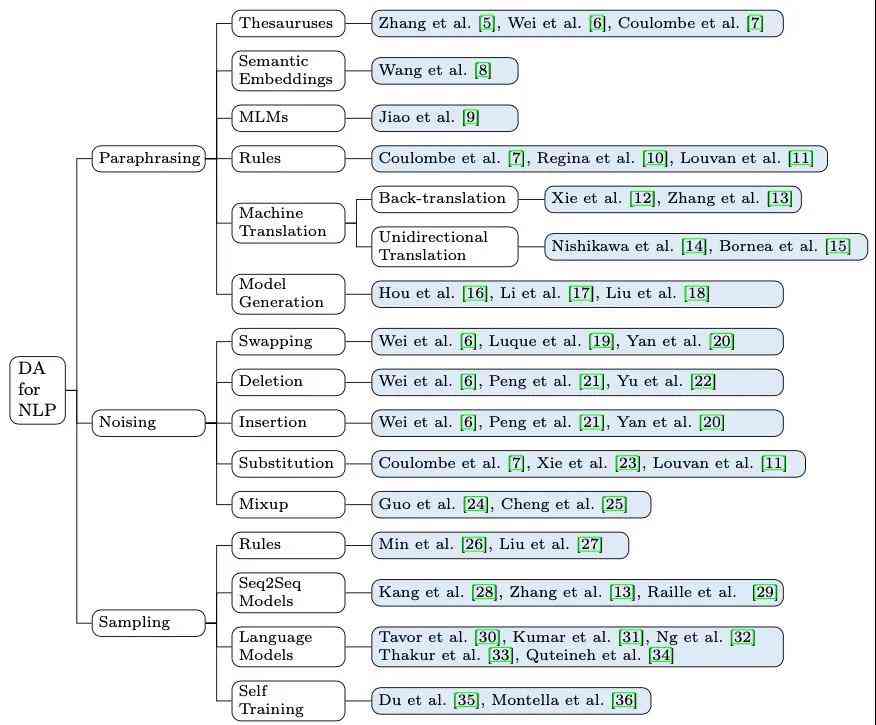 Thesauruses
Zhang et al. [5], Wei et al. [6], Coulombe et al. [7]
Semantic
Embeddings
Wang et al. [8]
MLMs
Jiao et al. [9]
Paraphrasing
Rules
Coulombe et al. [7], Regina et al. [10], Louvan et al. [11]
Machine
Translation
Back-translation
Xie et al. [12], Zhang et al. [13]
Unidirectional
Translation
Nishikawa et al. [14], Bornea et al. [15]
Model
Generation
Hou et al. [16], Li et al. [17], Liu et al. [18]
DA
for
NLP
Swapping
Wei et al. [6], Luque et al. [19], Yan et al. [20]
Deletion
Wei et al. [6], Peng et al. [21], Yu et al. [22]
Noising
Insertion
Wei et al. [6], Peng et al. [21], Yan et al. [20]
Substitution
Coulombe et al. [7], Xie et al. [23], Louvan et al. [11]
Mixup
Guo et al. [24], Cheng et al. [25]
Rules
Min et al. [26], Liu et al. [27]
Seq2Seq
Models
Kang et al. [28], Zhang et al. [13], Raille et al. [29]
Sampling
Language
Models
Tavor et al. [30], Kumar et al. [31], Ng et al. [32]
Thakur et al. [33], Quteineh et al. [34]
Self
Training
Du et al. [35], Montella et al. [36]